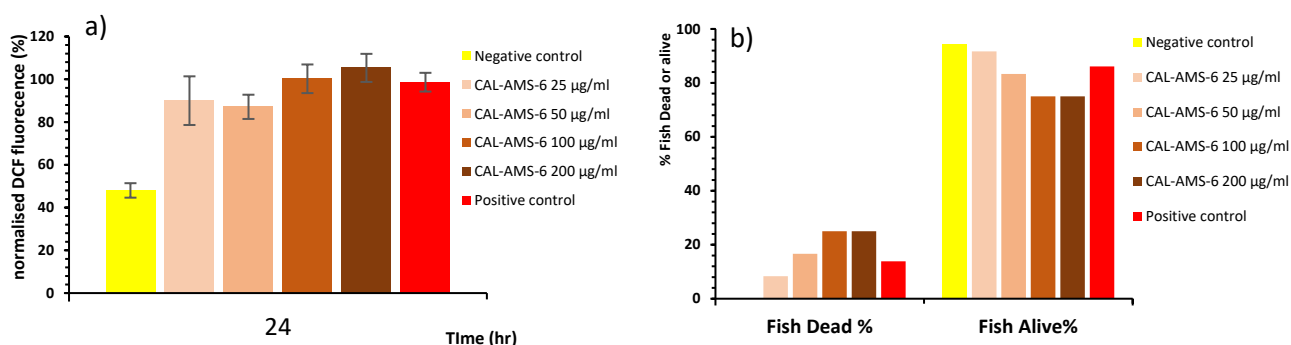 a)
normalised DCF fluorecence (%)
120
100
80
60
40
20
0
24
TIme (hr)
Negative control
CAL-AMS-6 25 µg/ml
CAL-AMS-6 50 µg/ml
CAL-AMS-6 100 µg/ml
CAL-AMS-6 200 µg/ml
Positive control
b)
% Fish Dead or alive
100
80
60
40
20
0
Fish Dead %
Fish Alive%
Negative control
CAL-AMS-6 25 µg/ml
CAL-AMS-6 50 µg/ml
CAL-AMS-6 100 µg/ml
CAL-AMS-6 200 µg/ml
Positive control